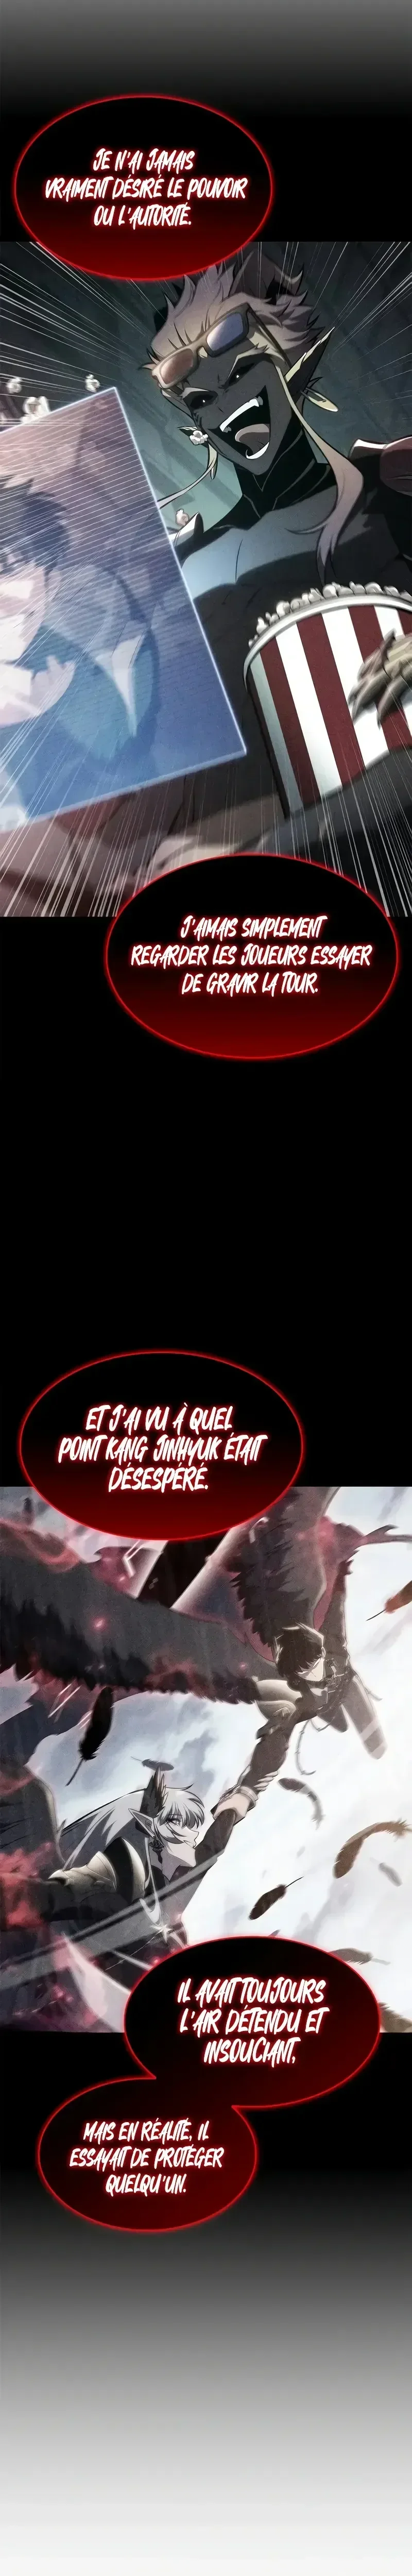 JE N'AI JAMAIS
VRAIMENT DÉSIRÉ LE POUVOIR
OU L'AUTORITÉ.
J'AIMAIS SIMPLEMENT
REGARDER LES JOUEURS ESSAYER
DE GRAVIR LA TOUR.
ET J'AI VU À QUEL
POINT KANG JINHYUK ÉTAIT
DÉSESPÉRÉ.
IL AVAIT TOUJOURS
L'AIR DÉTENDU ET
INSOUCIANT,
MAIS EN RÉALITÉ, IL
ESSAYAIT DE PROTÉGER
QUELQU'UN.